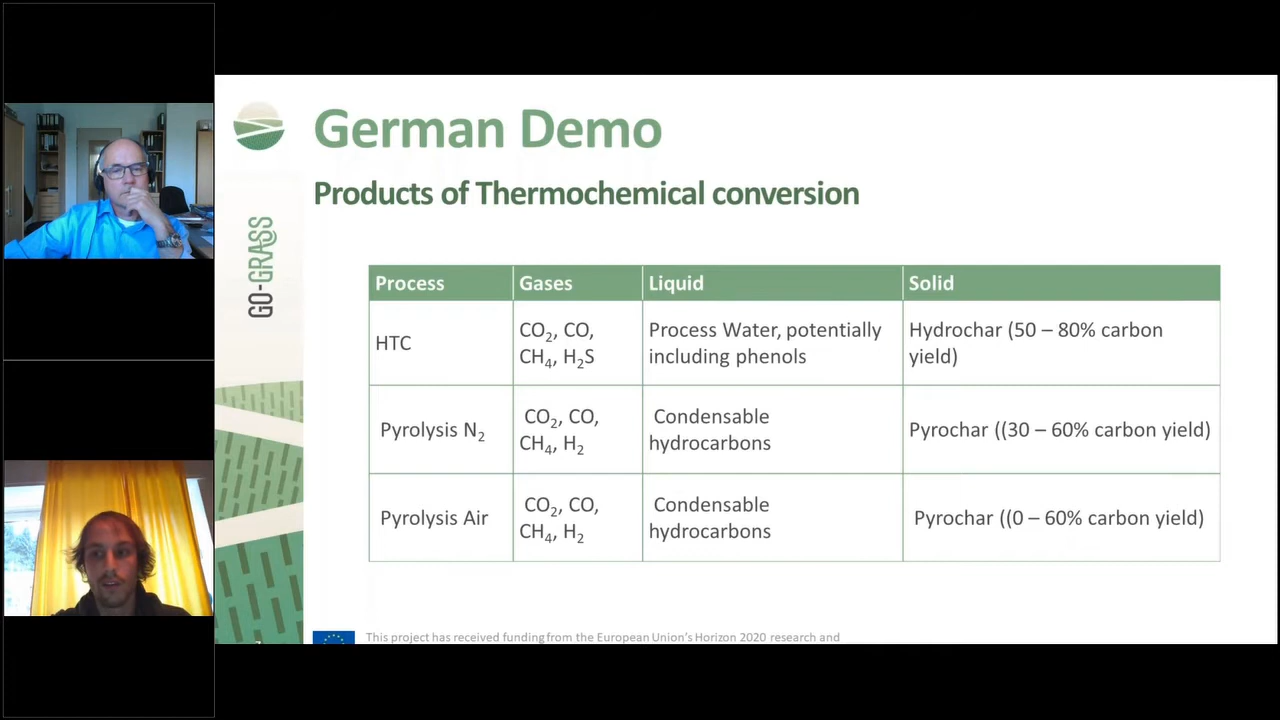 German Demo
Products of Thermochemical conversion
GO-GRASS
Process Gases Liquid Solid
HTC
CO₂, CO,
CH₄, H₂S
Process Water, potentially
including phenols
Hydrochar (50 – 80% carbon
yield)
Pyrolysis N₂
CO₂, CO,
CH₄, H₂
Condensable
hydrocarbons
Pyrochar ((30 – 60% carbon yield)
Pyrolysis Air
CO₂, CO,
CH₄, H₂
Condensable
hydrocarbons
Pyrochar ((0 – 60% carbon yield)
This project has received funding from the European Union's Horizon 2020 research and